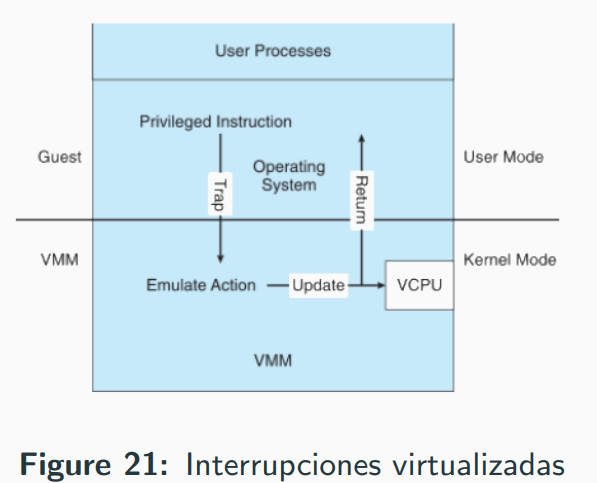 User Processes
Privileged Instruction
Guest
User Mode
Operating
System
Trap
Return
VMM
Kernel Mode
Emulate Action
Update
VCPU
VMM
Figure 21: Interrupciones virtualizadas